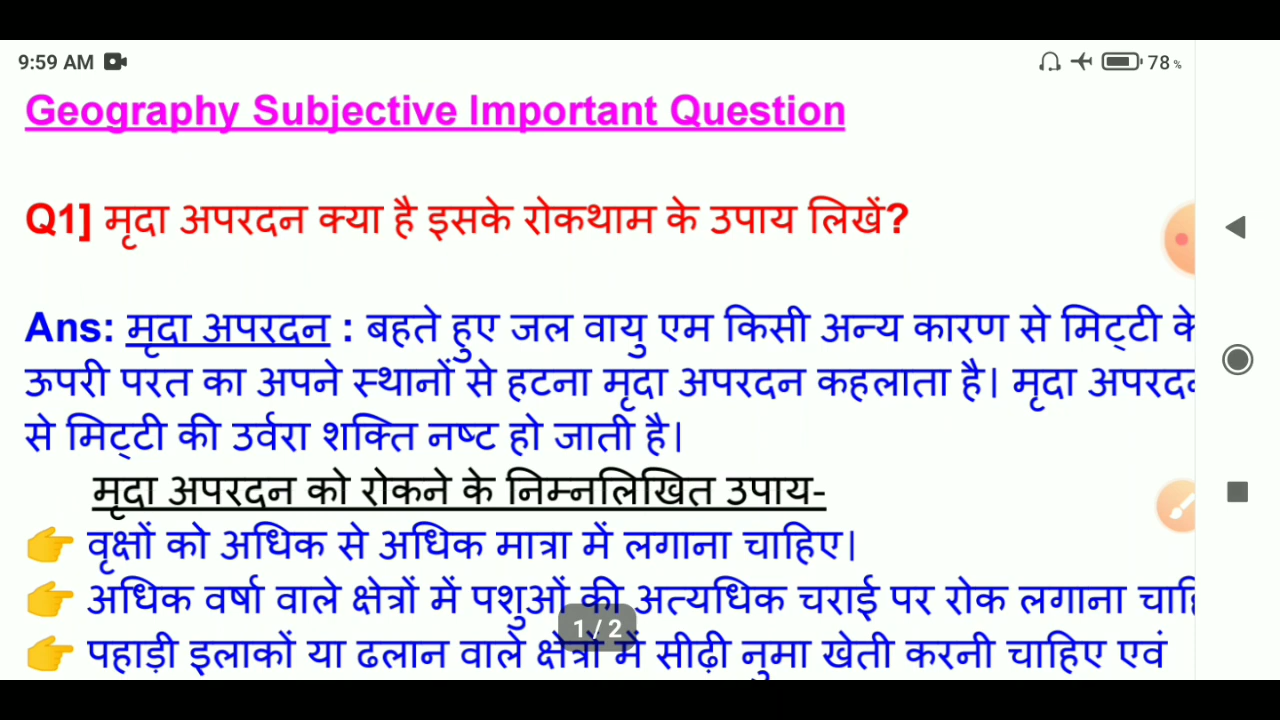 9:59 AM
78%
Geography Subjective Important Question
Q1] मृदा अपरदन क्या है इसके रोकथाम के उपाय लिखें?
Ans: मृदा अपरदन : बहते हुए जल वायु एम किसी अन्य कारण से मिट्टी के
ऊपरी परत का अपने स्थानों से हटना मृदा अपरदन कहलाता है। मृदा
से मिट्टी की उर्वरा शक्ति नष्ट हो जाती है।
मृदा अपरदन को रोकने के निम्नलिखित उपाय-
👉 वृक्षों को अधिक से अधिक मात्रा में लगाना चाहिए।
👉 अधिक वर्षा वाले क्षेत्रों में पशुओं की अत्यधिक चराई पर रोक लगाना
1 / 2
👉 पहाड़ी इलाकों या ढलान वाले क्षेत्रों में सीढ़ी नुमा खेती करनी चाहिए एवं